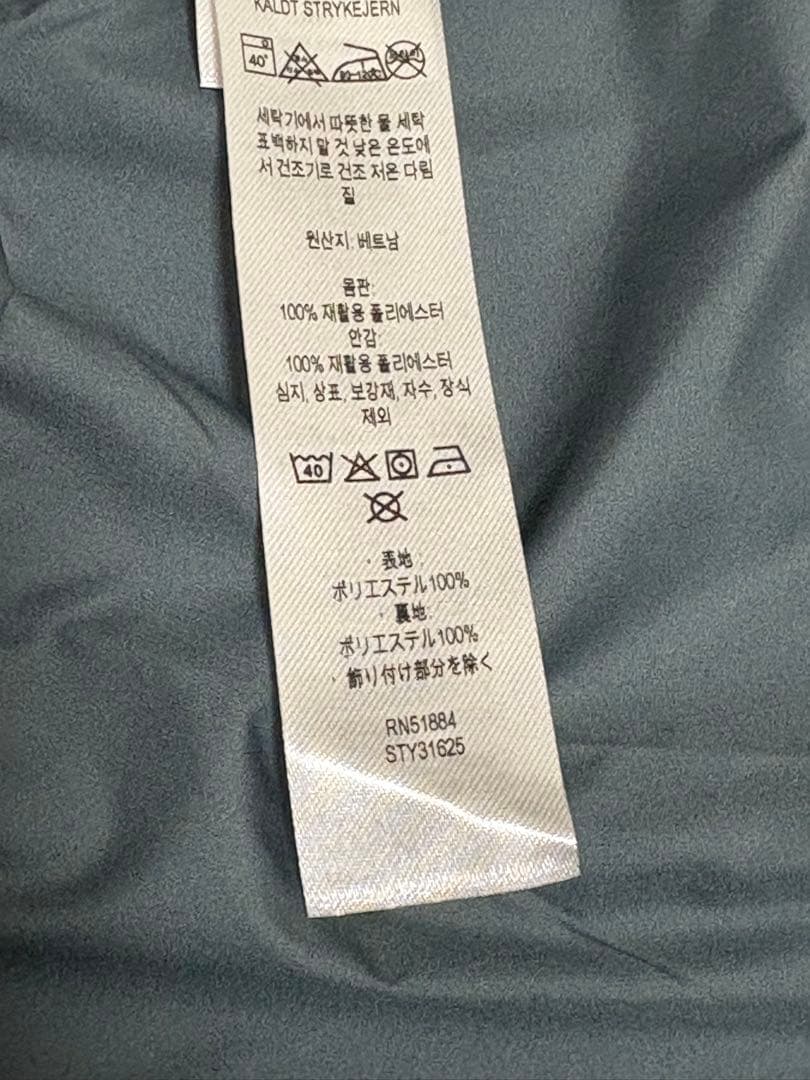 KALDT STRYKEJERN
40°
80~120℃
세탁기에서 따뜻한 물 세탁
표백하지 말 것 낮은 온도에
서 건조기로 건조 저온 다림
질
원산지: 베트남
몸판:
100% 재활용 폴리에스터
안감:
100% 재활용 폴리에스터
심지, 상표, 보강재, 자수, 장식
제외
40
・表地:
ポリエステル100%
・裏地:
ポリエステル100%
・飾り付け部分を除く
RN51884
STY31625